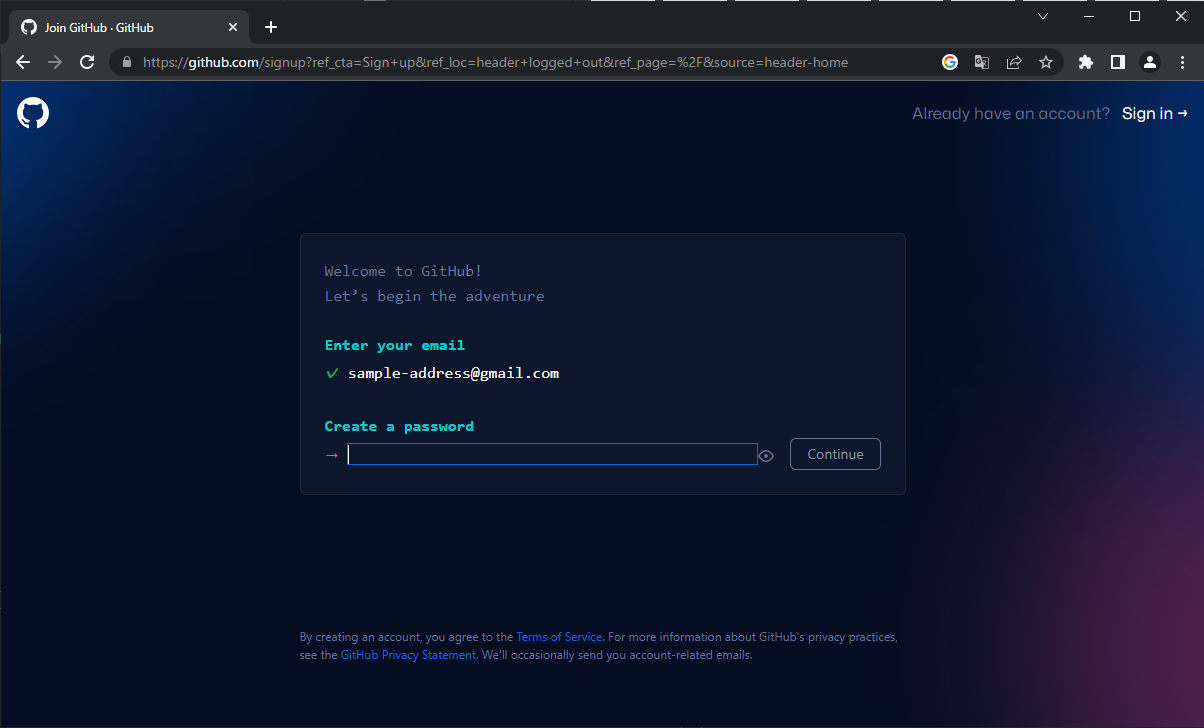 Join GitHub · GitHub
https://github.com/signup?ref_cta=Sign+up&ref_loc=header+logged+out&ref_page=%2F&source=header-home
Already have an account? Sign in →
Welcome to GitHub!
Let’s begin the adventure
Enter your email
✓ sample-address@gmail.com
Create a password
→
Continue
By creating an account, you agree to the Terms of Service. For more information about GitHub's privacy practices,
see the GitHub Privacy Statement. We'll occasionally send you account-related emails.